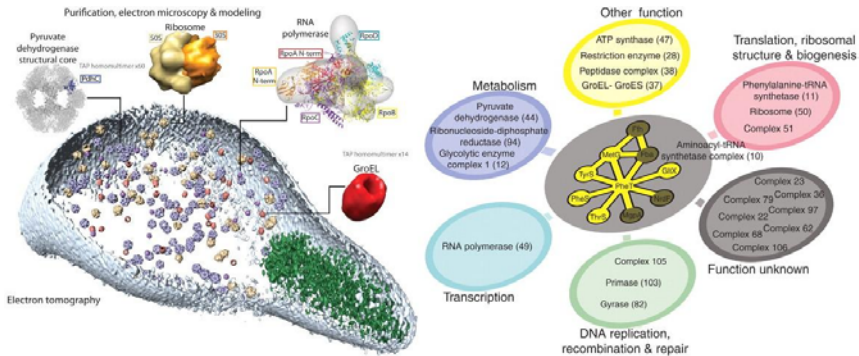 Purification, electron microscopy & modeling
Pyruvate
dehydrogenase
structural core
TAP homomultimer x60
PdhC
Ribosome
50S
30S
RNA
polymerase
RpoD
RpoA N-term
RpoA
N-term
RpoC
RpoB
TAP homomultimer x14
GroEL
Electron tomography
Other function
ATP synthase (47)
Restriction enzyme (28)
Peptidase complex (38)
GroEL- GroES (37)
Translation, ribosomal
structure & biogenesis
Phenylalanine-tRNA
synthetase (11)
Ribosome (50)
Complex 51
Metabolism
Pyruvate
dehydrogenase (44)
Ribonucleoside-diphosphate
reductase (94)
Glycolytic enzyme
complex 1 (12)
Aminoacyl-tRNA
synthetase complex (10)
MetG
TyrS
GltX
PheT
PheS
ThrS
Complex 23
Complex 79
Complex 36
Complex 22
Complex 97
Complex 68
Complex 62
Complex 106
Function unknown
RNA polymerase (49)
Transcription
Complex 105
Primase (103)
Gyrase (82)
DNA replication,
recombination & repair